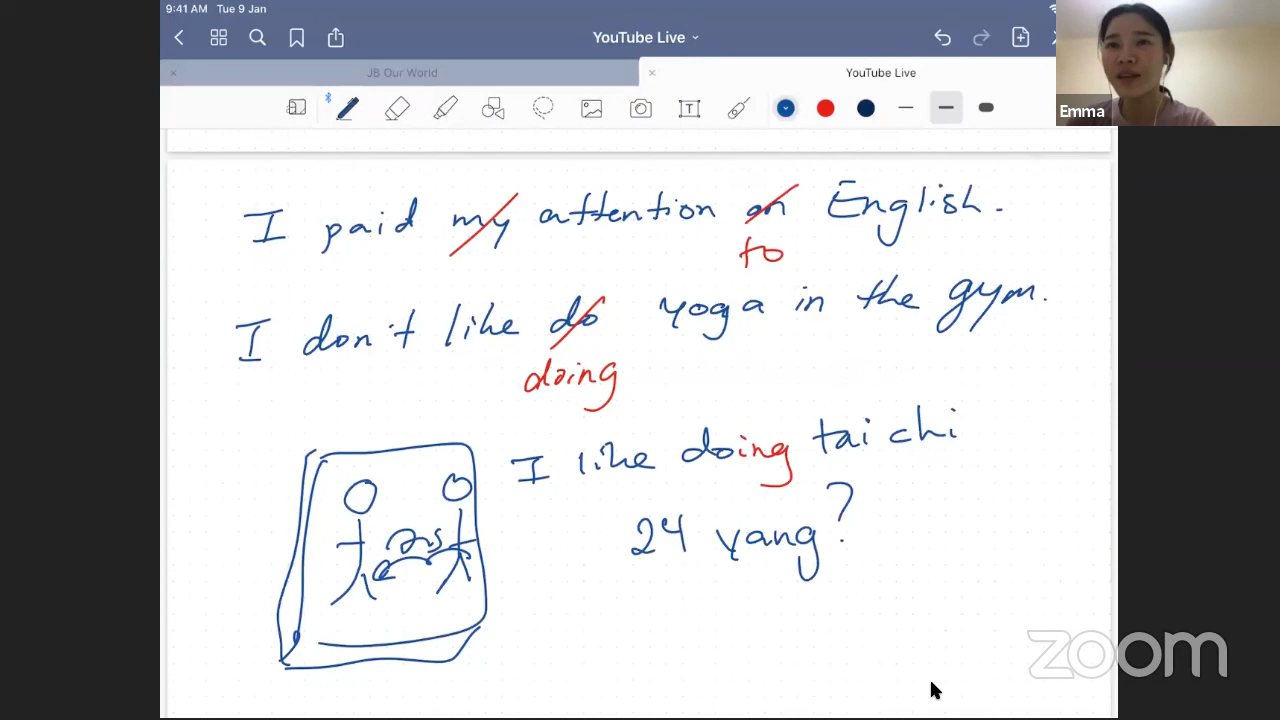 9:41 AM Tue 9 Jan
YouTube Live
JB Our World
YouTube Live
T
Emma
I paid my attention on English.
to
I don't like do yoga in the gym.
doing
I like doing tai chi
24 yang?
zoom